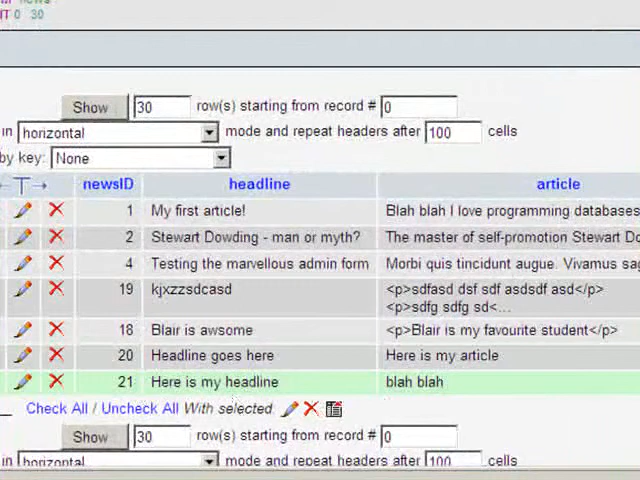 IT 0 30
Show 30 row(s) starting from record # 0
in horizontal mode and repeat headers after 100 cells
by key: None
←T→ newsID headline article
1 My first article! Blah blah I love programming databases
2 Stewart Dowding - man or myth? The master of self-promotion Stewart Do
4 Testing the marvellous admin form Morbi quis tincidunt augue. Vivamus sag
19 kjxzzsdcasd <p>sdfasd dsf sdf asdsdf asd</p>
<p>sdfg sdfg sd<...
18 Blair is awsome <p>Blair is my favourite student</p>
20 Headline goes here Here is my article
21 Here is my headline blah blah
Check All / Uncheck All With selected:
Show 30 row(s) starting from record # 0
in horizontal mode and repeat headers after 100 cells